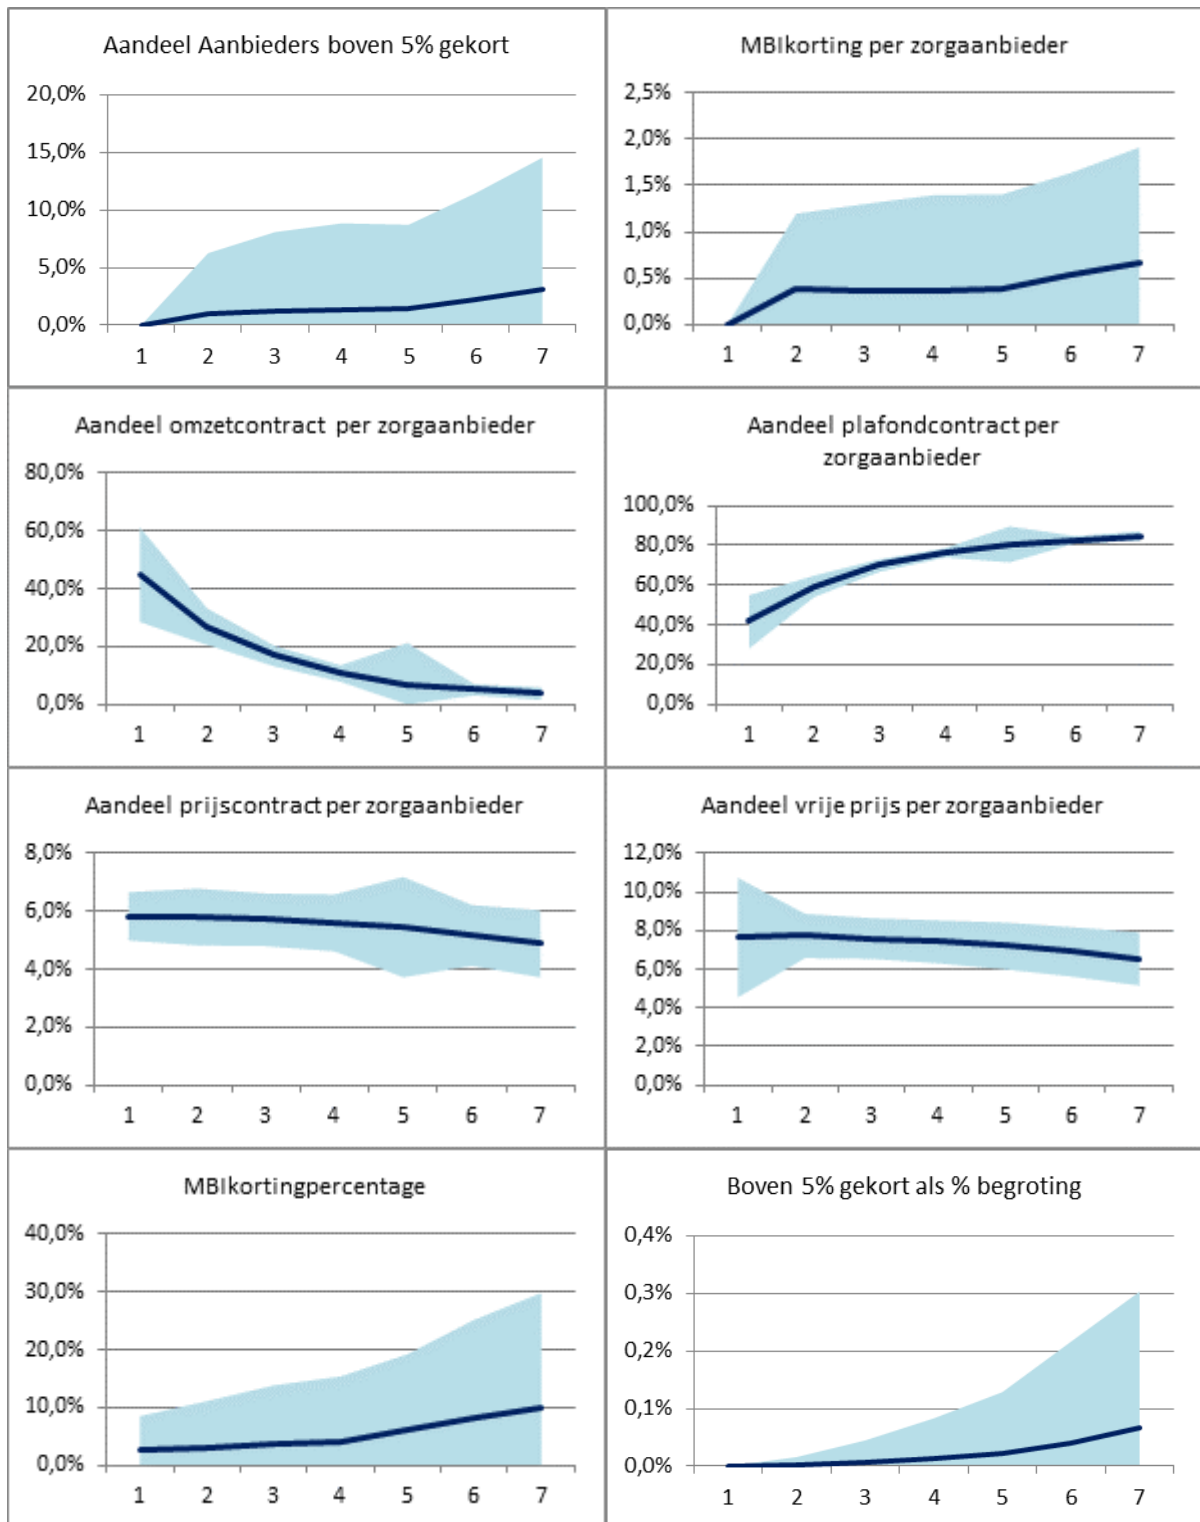 Aandeel Aanbieders boven 5% gekort
20,0%
15,0%
10,0%
5,0%
0,0%
1 2 3 4 5 6 7
MBIkorting per zorgaanbieder
2,5%
2,0%
1,5%
1,0%
0,5%
0,0%
1 2 3 4 5 6 7
Aandeel omzetcontract per zorgaanbieder
80,0%
60,0%
40,0%
20,0%
0,0%
1 2 3 4 5 6 7
Aandeel plafondcontract per
zorgaanbieder
100,0%
80,0%
60,0%
40,0%
20,0%
0,0%
1 2 3 4 5 6 7
Aandeel prijscontract per zorgaanbieder
8,0%
6,0%
4,0%
2,0%
0,0%
1 2 3 4 5 6 7
Aandeel vrije prijs per zorgaanbieder
12,0%
10,0%
8,0%
6,0%
4,0%
2,0%
0,0%
1 2 3 4 5 6 7
MBIkortingpercentage
40,0%
30,0%
20,0%
10,0%
0,0%
1 2 3 4 5 6 7
Boven 5% gekort als % begroting
0,4%
0,3%
0,2%
0,1%
0,0%
1 2 3 4 5 6 7